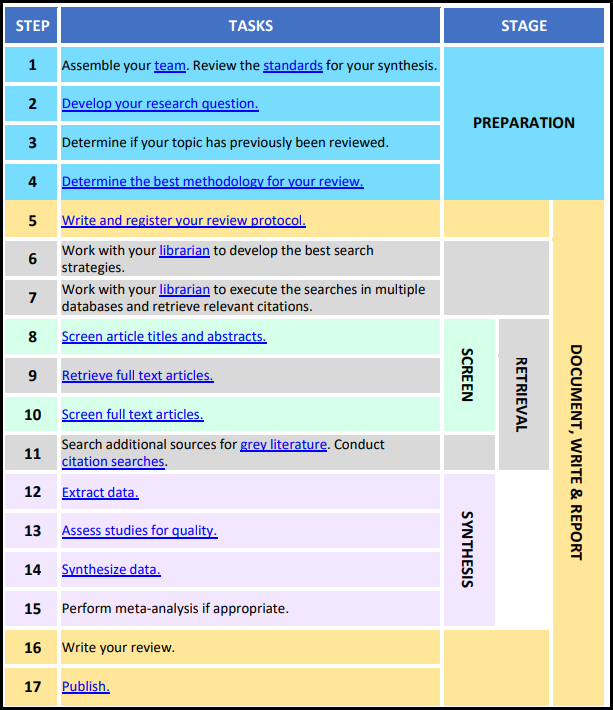 STEP TASKS STAGE
1 Assemble your team. Review the standards for your synthesis.
2 Develop your research question.
PREPARATION
3 Determine if your topic has previously been reviewed.
4 Determine the best methodology for your review.
5 Write and register your review protocol.
6 Work with your librarian to develop the best search
strategies.
7 Work with your librarian to execute the searches in multiple
databases and retrieve relevant citations.
8 Screen article titles and abstracts.
9 Retrieve full text articles.
10 Screen full text articles.
11 Search additional sources for grey literature. Conduct
citation searches.
SCREEN
RETRIEVAL
DOCUMENT, WRITE & REPORT
12 Extract data.
13 Assess studies for quality.
14 Synthesize data.
15 Perform meta-analysis if appropriate.
SYNTHESIS
16 Write your review.
17 Publish.